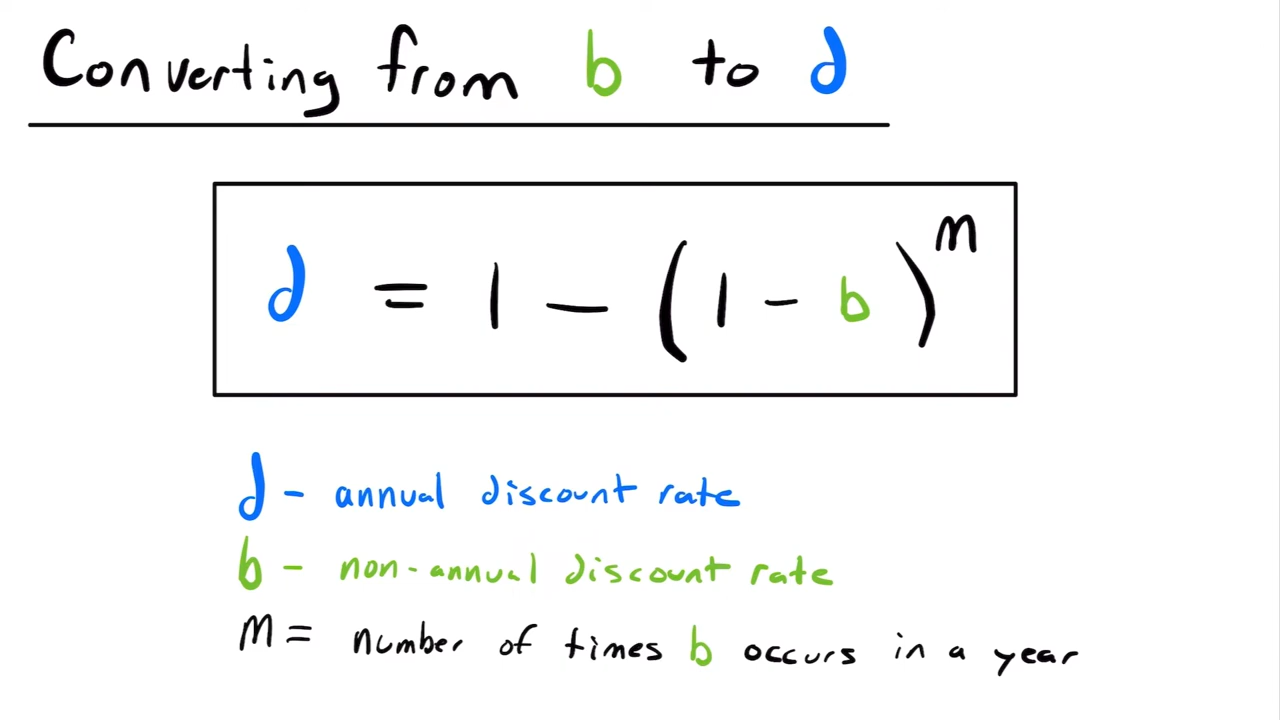 Converting from b to d
d = 1 - (1 - b)^m
d - annual discount rate
b - non-annual discount rate
m = number of times b occurs in a year